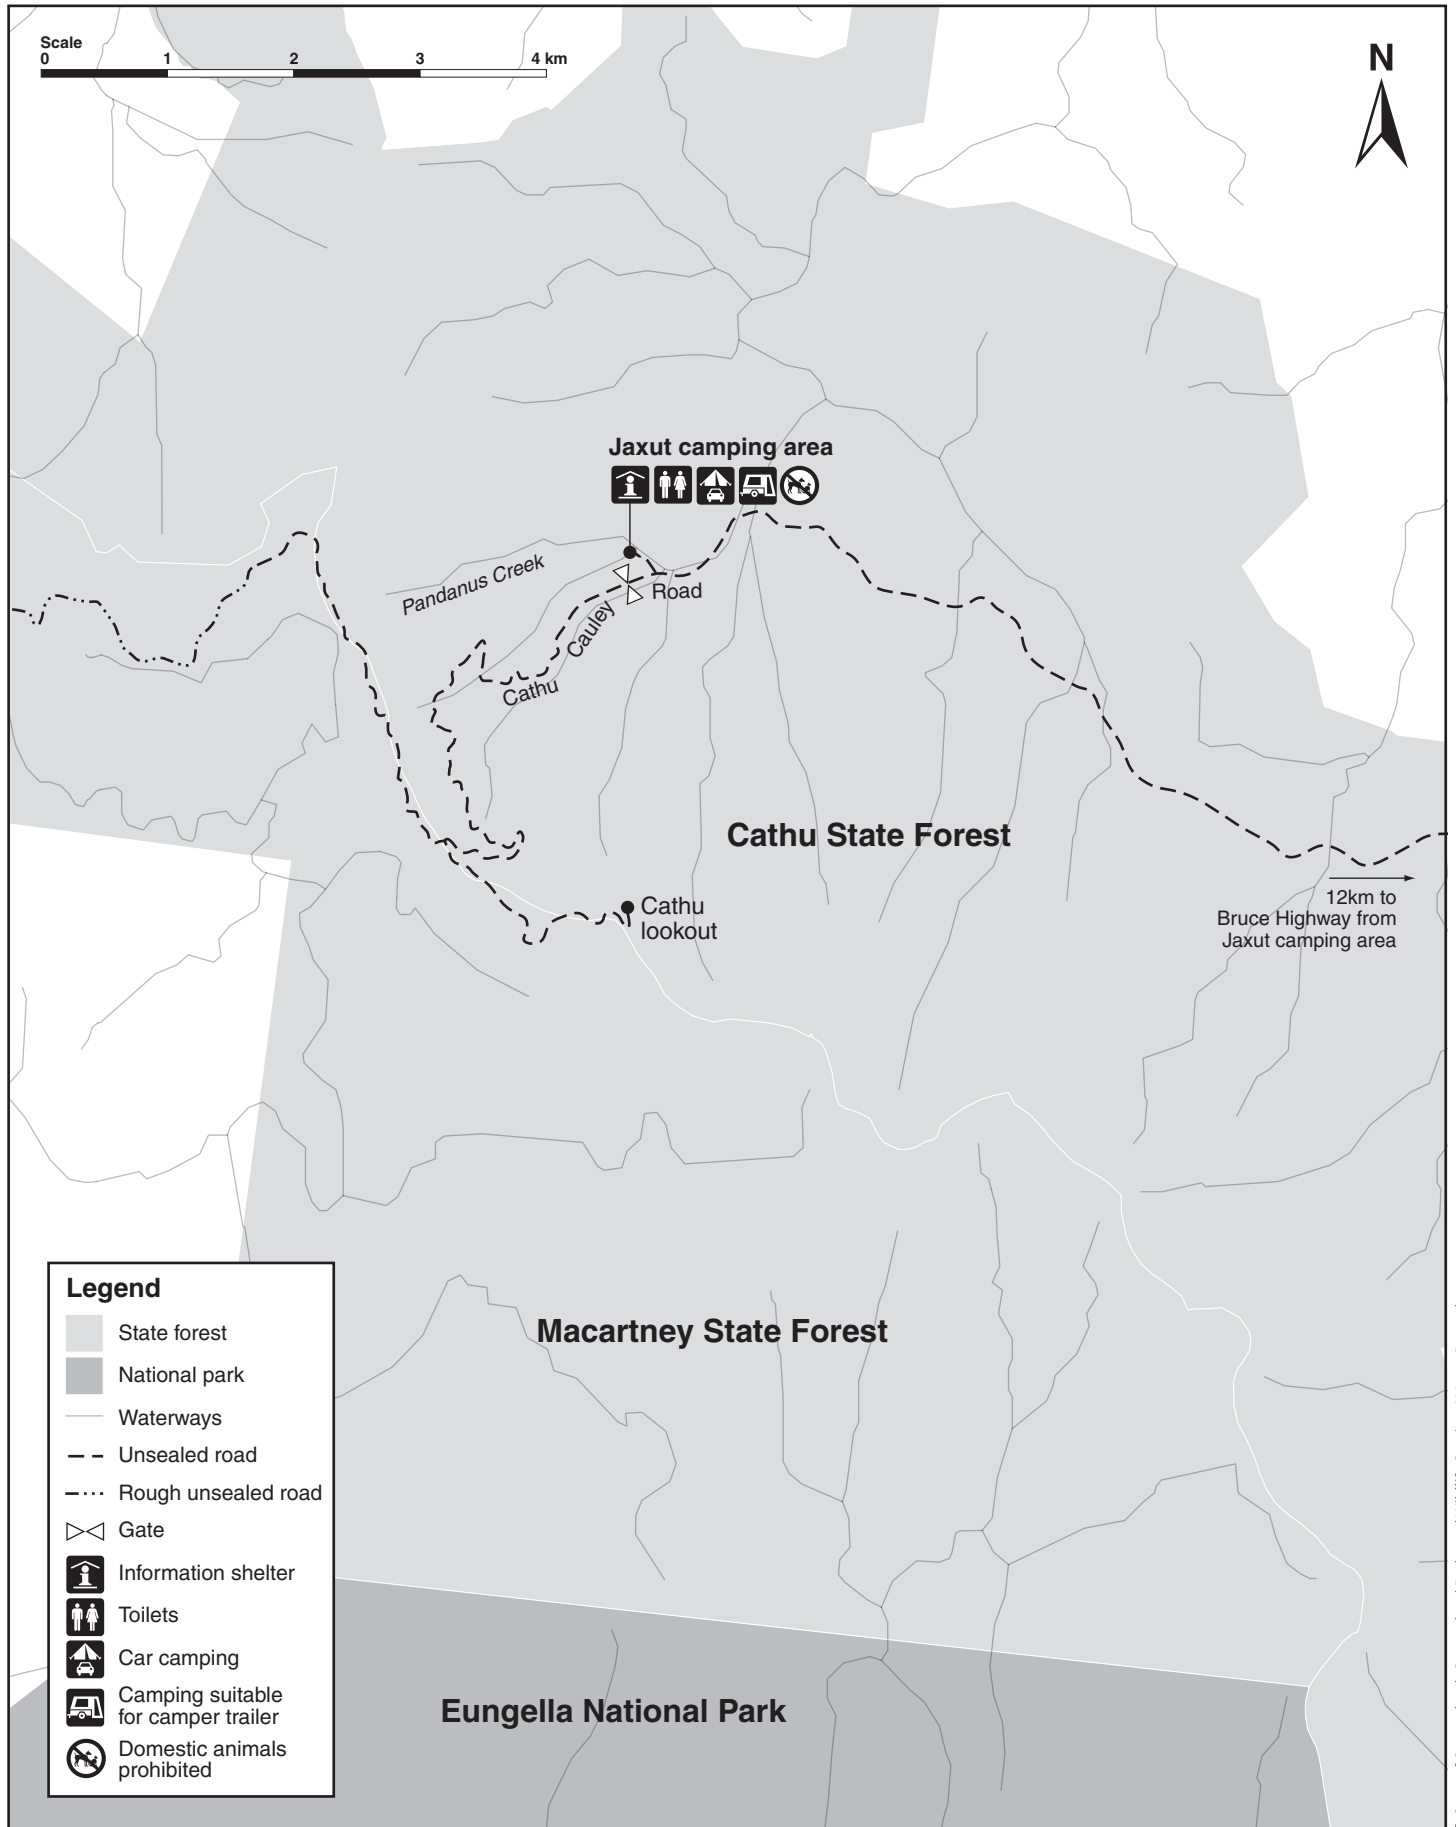 Scale
0 1 2 3 4 km
N
Jaxut camping area
Pandanus Creek
Road
Cauley
Cathu
Cathu State Forest
Cathu
lookout
12km to
Bruce Highway from
Jaxut camping area
Macartney State Forest
Eungella National Park
Legend
State forest
National park
Waterways
Unsealed road
Rough unsealed road
Gate
Information shelter
Toilets
Car camping
Camping suitable
for camper trailer
Domestic animals
prohibited